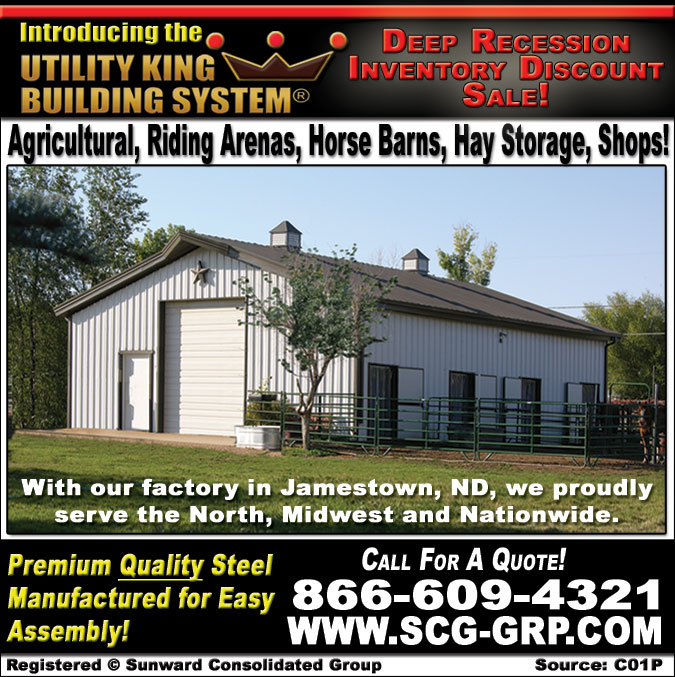 Introducing the
UTILITY KING
BUILDING SYSTEM®
DEEP RECESSION
INVENTORY DISCOUNT
SALE!
Agricultural, Riding Arenas, Horse Barns, Hay Storage, Shops!
With our factory in Jamestown, ND, we proudly
serve the North, Midwest and Nationwide.
Premium Quality Steel
Manufactured for Easy
Assembly!
CALL FOR A QUOTE!
866-609-4321
WWW.SCG-GRP.COM
Registered © Sunward Consolidated Group
Source: C01P